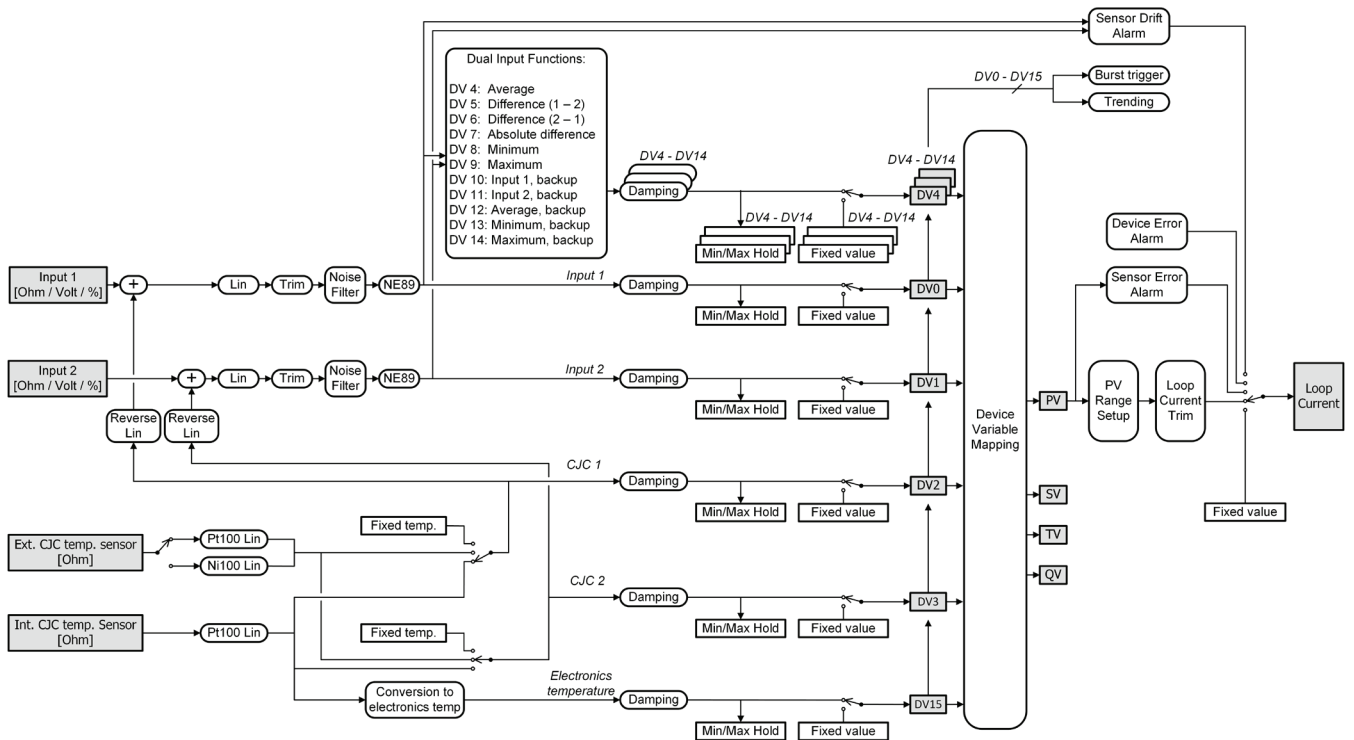 Sensor Drift
Alarm
DV0 - DV15
Burst trigger
Trending
Dual Input Functions:
DV 4: Average
DV 5: Difference (1 – 2)
DV 6: Difference (2 – 1)
DV 7: Absolute difference
DV 8: Minimum
DV 9: Maximum
DV 10: Input 1, backup
DV 11: Input 2, backup
DV 12: Average, backup
DV 13: Minimum, backup
DV 14: Maximum, backup
DV4 - DV14
Damping
DV4 - DV14
Min/Max Hold
DV4 - DV14
Fixed value
DV4 - DV14
DV4
Input 1
[Ohm / Volt / %]
+
Lin
Trim
Noise
Filter
NE89
Input 1
Damping
Min/Max Hold
Fixed value
DV0
Input 2
[Ohm / Volt / %]
+
Lin
Trim
Noise
Filter
NE89
Input 2
Damping
Min/Max Hold
Fixed value
DV1
Reverse
Lin
Reverse
Lin
CJC 1
Damping
Min/Max Hold
Fixed value
DV2
Ext. CJC temp. sensor
[Ohm]
Pt100 Lin
Ni100 Lin
Fixed temp.
CJC 2
Damping
Min/Max Hold
Fixed value
DV3
Int. CJC temp. Sensor
[Ohm]
Pt100 Lin
Fixed temp.
Conversion to
electronics temp
Electronics
temperature
Damping
Min/Max Hold
Fixed value
DV15
Device
Variable
Mapping
PV
SV
TV
QV
Device Error
Alarm
Sensor Error
Alarm
PV
Range
Setup
Loop
Current
Trim
Fixed value
Loop
Current